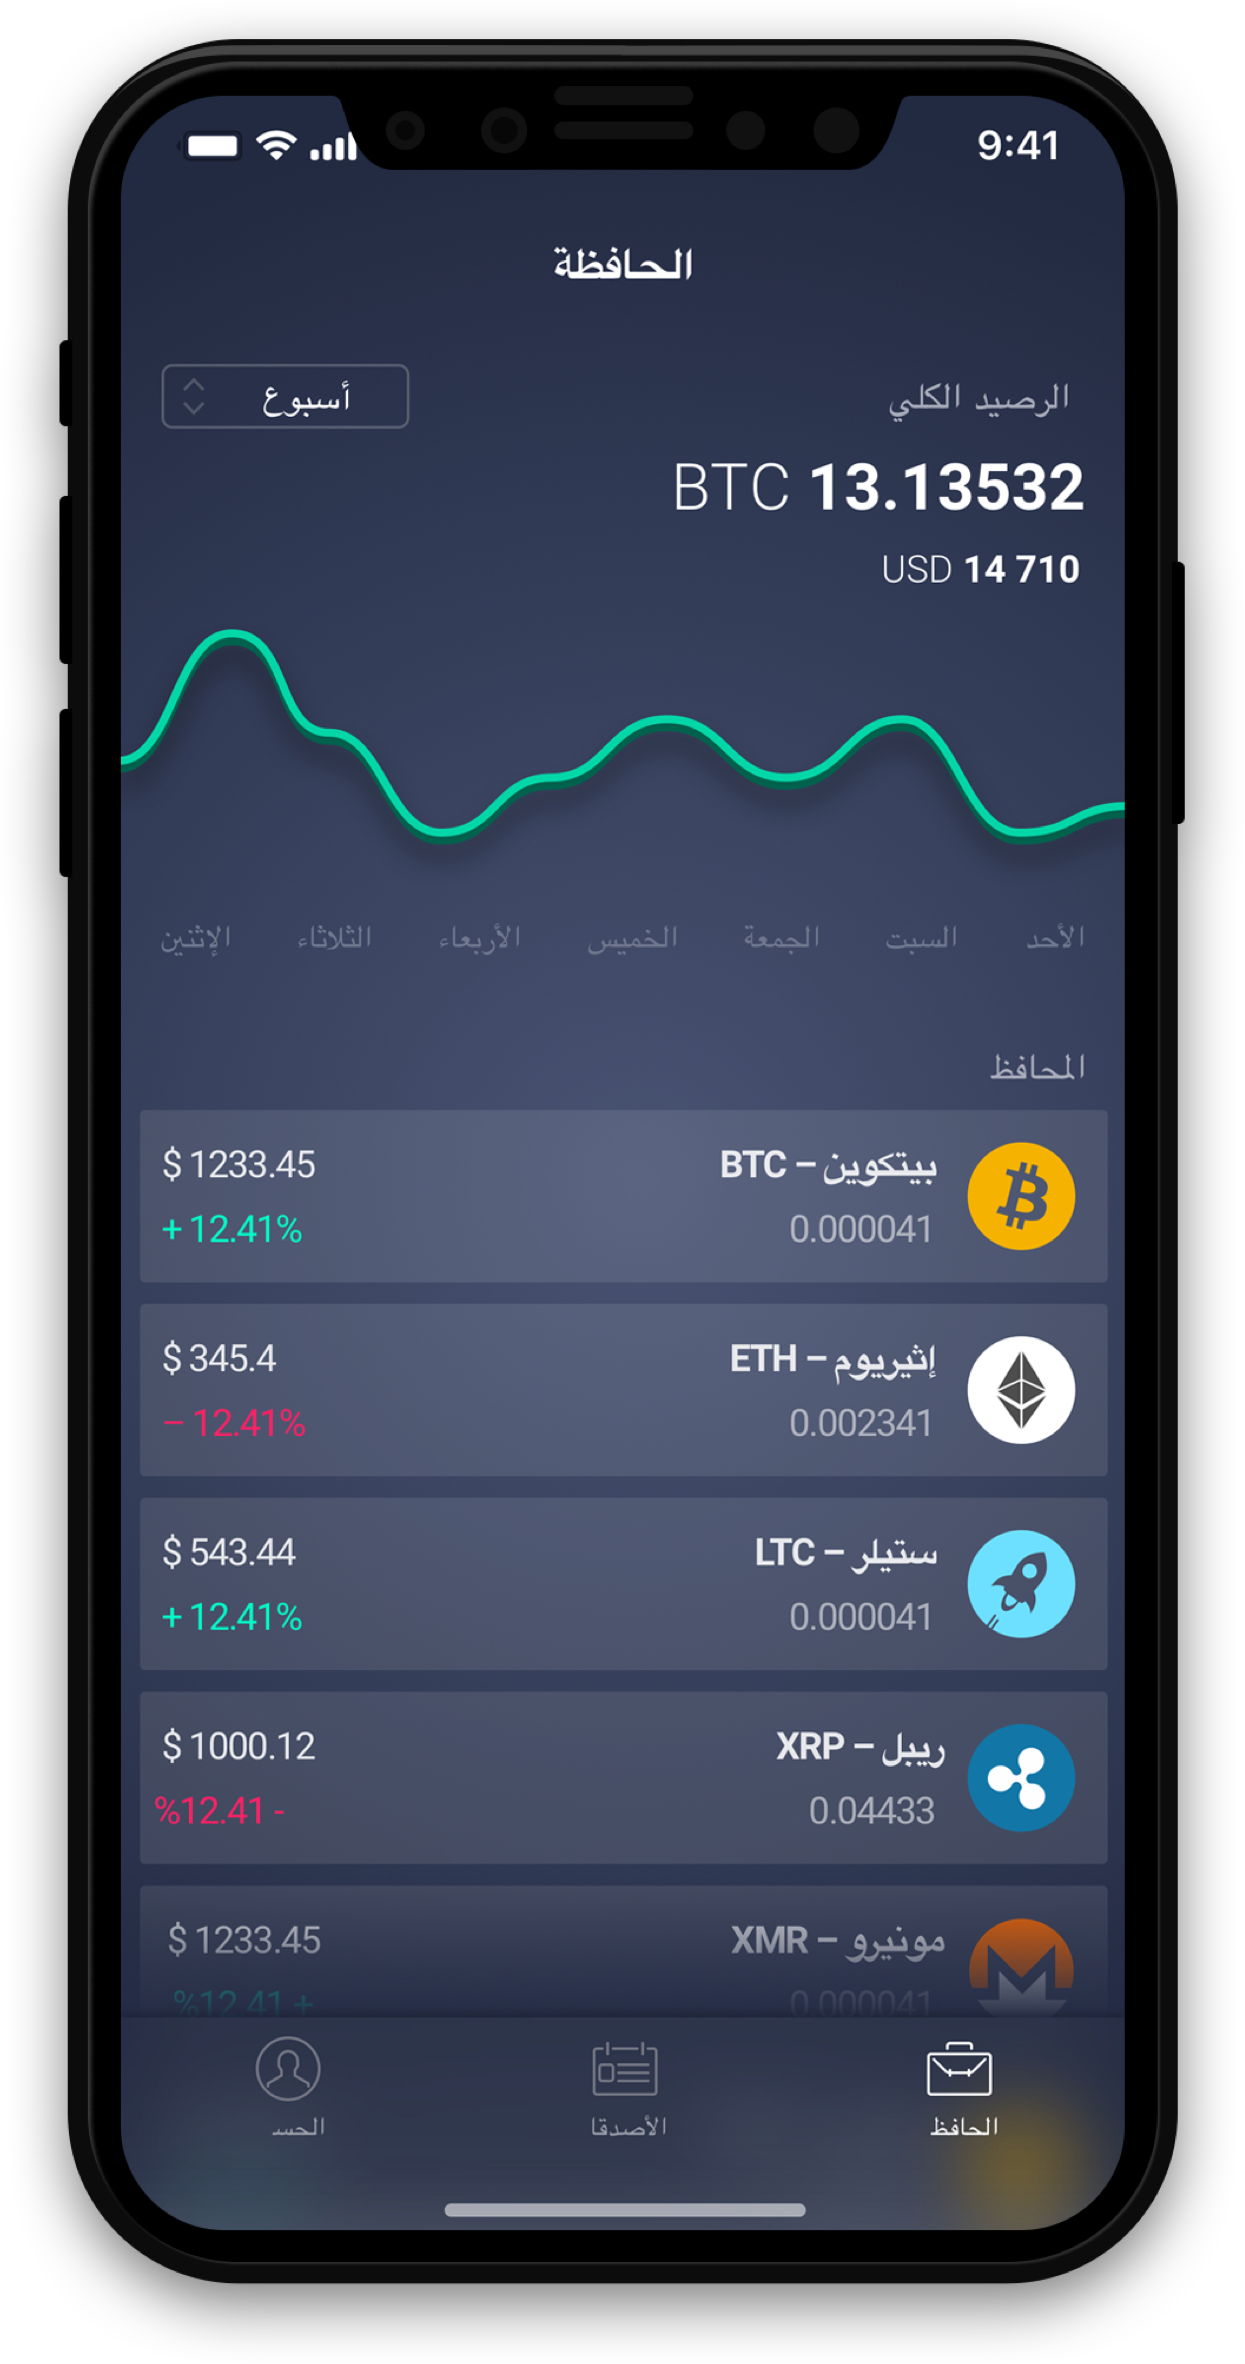 9:41
الحافظة
الرصيد الكلي
أسبوع
BTC 13.13532
USD 14 710
الأحد السبت الجمعة الخميس الأربعاء الثلاثاء الإثنين
المحافظ
بيتكوين – BTC
$ 1233.45
0.000041
+ 12.41%
إثيريوم – ETH
$ 345.4
0.002341
– 12.41%
ستيلر – LTC
$ 543.44
0.000041
+ 12.41%
ريبل – XRP
$ 1000.12
0.04433
%12.41 -
مونيرو – XMR
$ 1233.45
0.000041
%12.41 +
الحافظ
الأصدقا
الحسـ